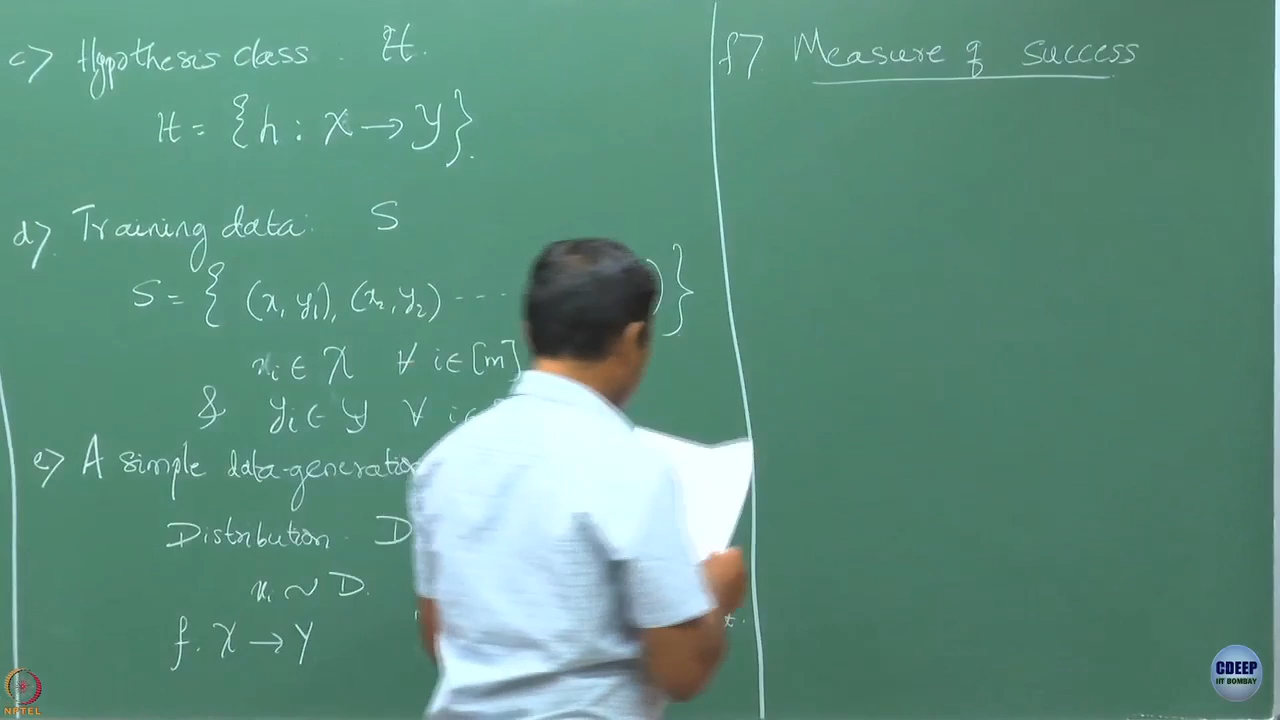 c> Hypothesis class. H.
H = {h : X → Y}.
d> Training data: S
S = { (x, y1), (x2, y2) ---- ) }
xi ∈ X ∀ i ∈ [m]
& yi ∈ Y ∀ i ∈
e> A simple data-generation
Distribution. D
xi ~ D.
f. X → Y
t.
f> Measure of success
NPTEL
CDEEP
IIT BOMBAY